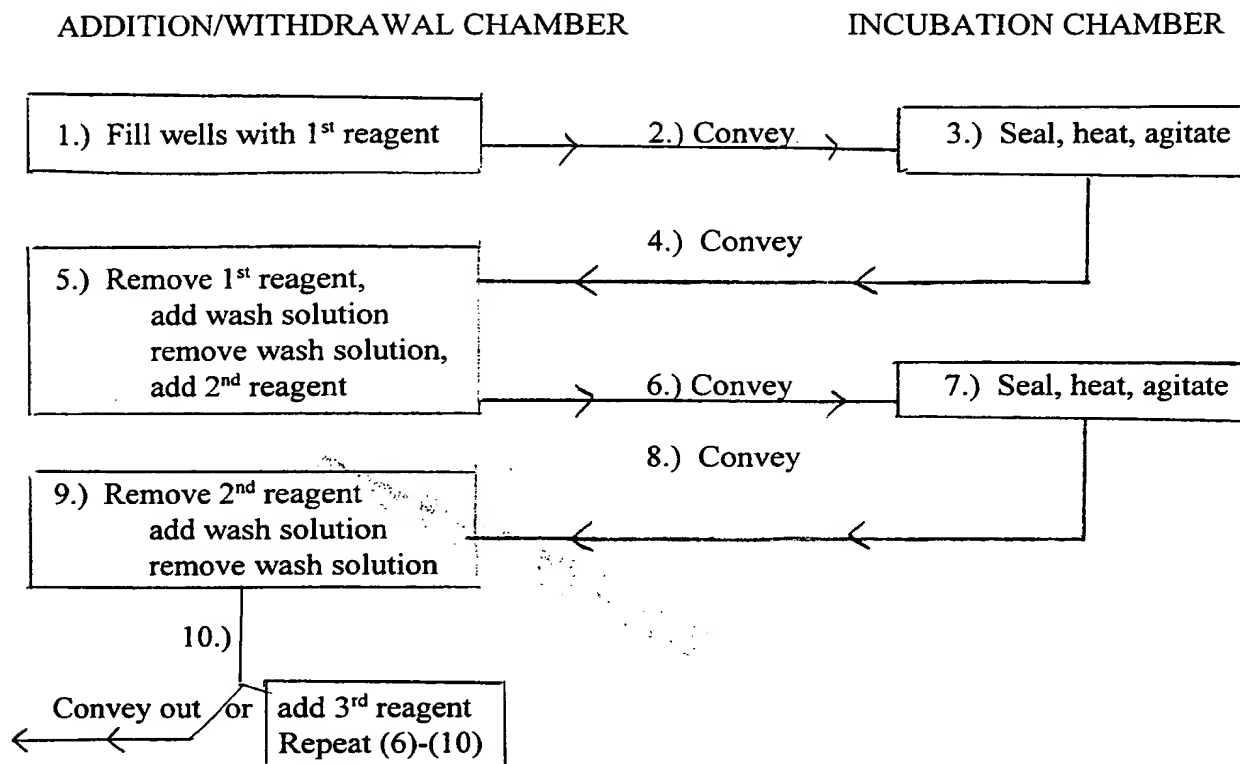 ADDITION/WITHDRAWAL CHAMBER
INCUBATION CHAMBER
1.) Fill wells with 1st reagent
2.) Convey
3.) Seal, heat, agitate
4.) Convey
5.) Remove 1st reagent,
add wash solution
remove wash solution,
add 2nd reagent
6.) Convey
7.) Seal, heat, agitate
8.) Convey
9.) Remove 2nd reagent
add wash solution
remove wash solution
10.)
Convey out or
add 3rd reagent
Repeat (6)-(10)